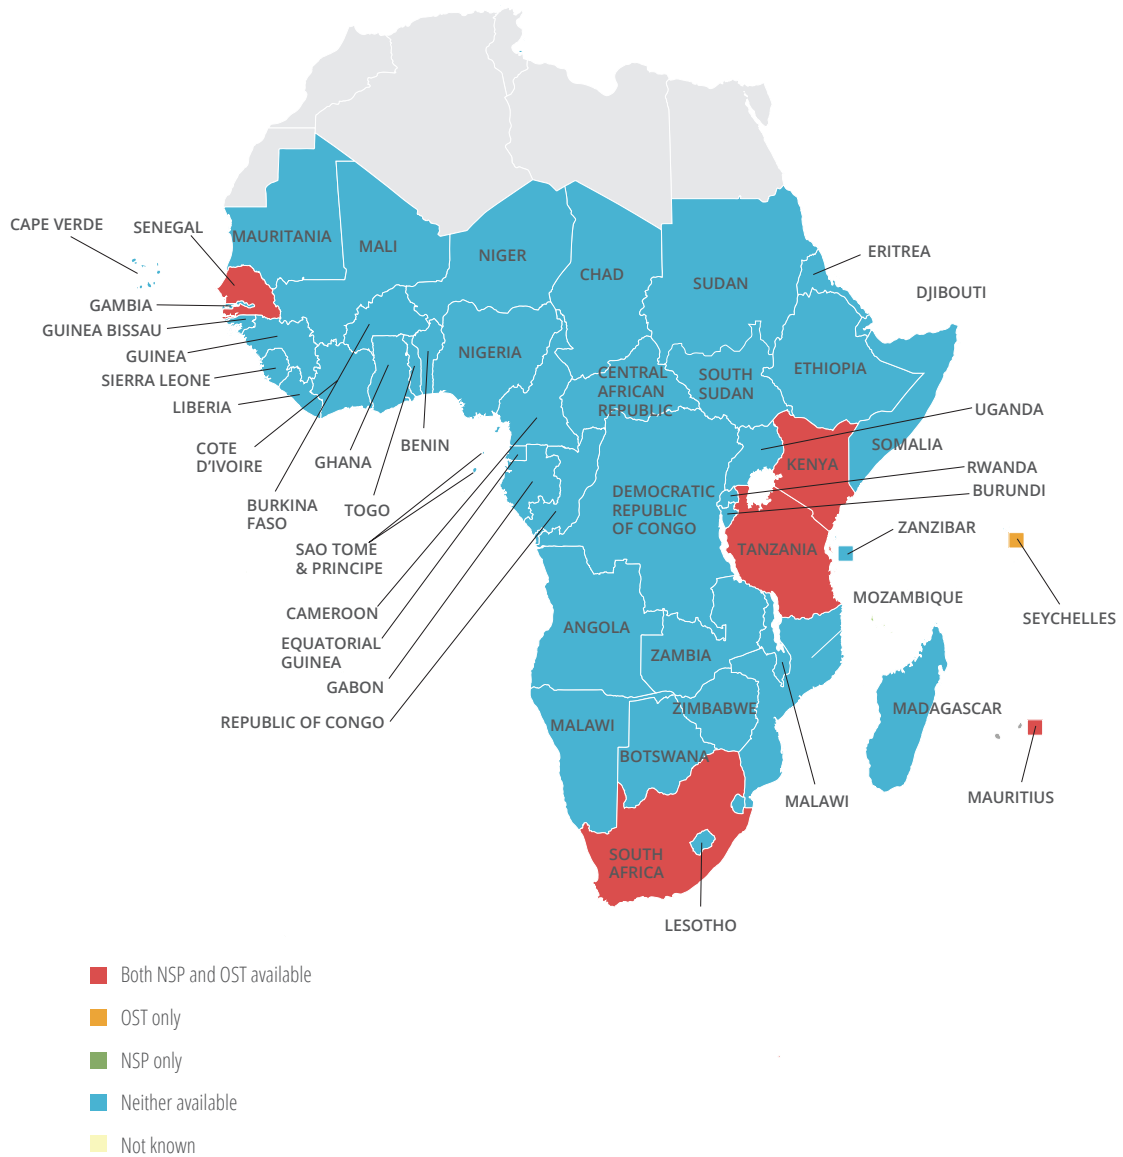 CAPE VERDE
SENEGAL
MAURITANIA
MALI
NIGER
CHAD
SUDAN
ERITREA
DJIBOUTI
GAMBIA
GUINEA BISSAU
GUINEA
SIERRA LEONE
LIBERIA
NIGERIA
CENTRAL
AFRICAN
REPUBLIC
SOUTH
SUDAN
ETHIOPIA
UGANDA
SOMALIA
KENYA
RWANDA
BURUNDI
COTE
D'IVOIRE
GHANA
BENIN
BURKINA
FASO
TOGO
SAO TOME
& PRINCIPE
DEMOCRATIC
REPUBLIC
OF CONGO
TANZANIA
ZANZIBAR
SEYCHELLES
MOZAMBIQUE
CAMEROON
EQUATORIAL
GUINEA
GABON
REPUBLIC OF CONGO
ANGOLA
ZAMBIA
MALAWI
ZIMBABWE
BOTSWANA
MADAGASCAR
MALAWI
MAURITIUS
SOUTH
AFRICA
LESOTHO
Both NSP and OST available
OST only
NSP only
Neither available
Not known